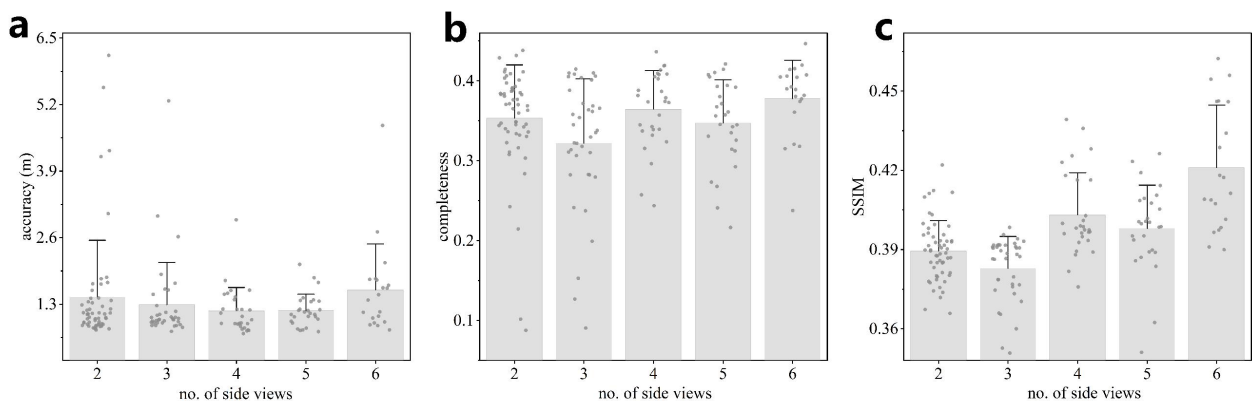 a
6.5
5.2
3.9
2.6
1.3
accuracy (m)
2 3 4 5 6
no. of side views
b
0.4
0.3
0.2
0.1
completeness
2 3 4 5 6
no. of side views
c
0.45
0.42
0.39
0.36
SSIM
2 3 4 5 6
no. of side views